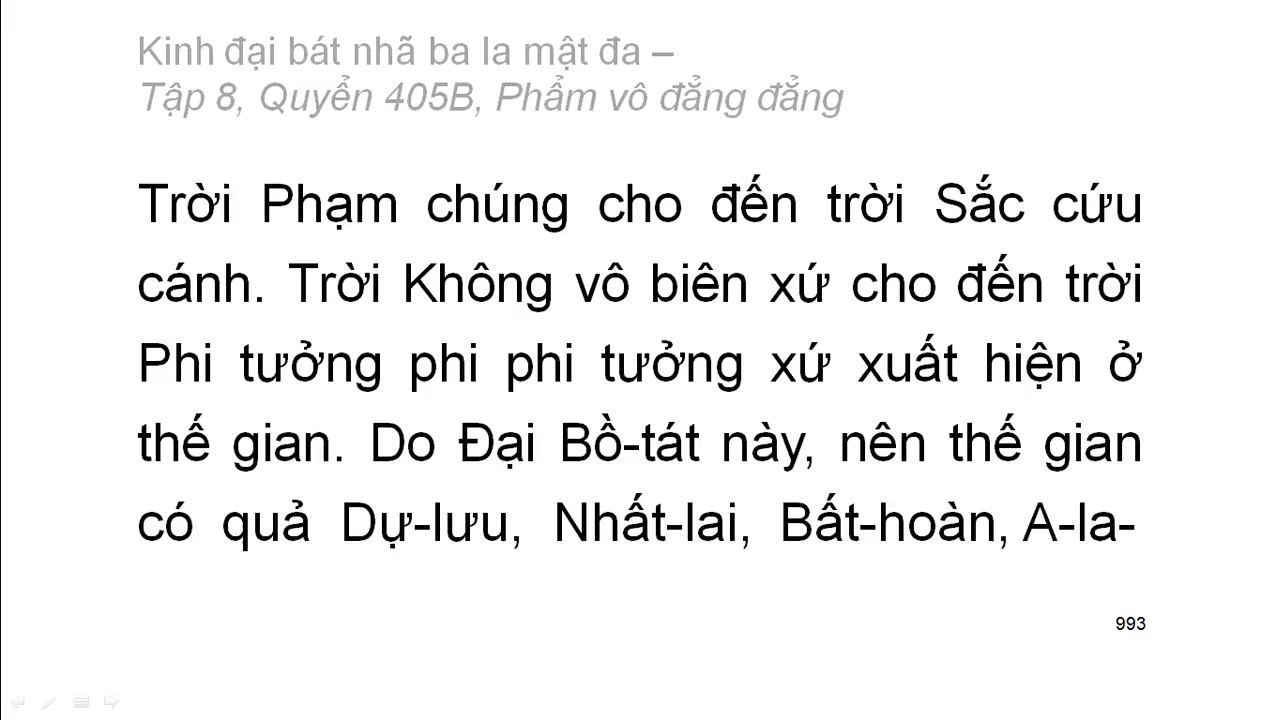 Kinh đại bát nhã ba la mật đa –
Tập 8, Quyển 405B, Phẩm vô đẳng đẳng
Trời Phạm chúng cho đến trời Sắc cứu
cánh. Trời Không vô biên xứ cho đến trời
Phi tưởng phi phi tưởng xứ xuất hiện ở
thế gian. Do Đại Bồ-tát này, nên thế gian
có quả Dự-lưu, Nhất-lai, Bất-hoàn, A-la-
993